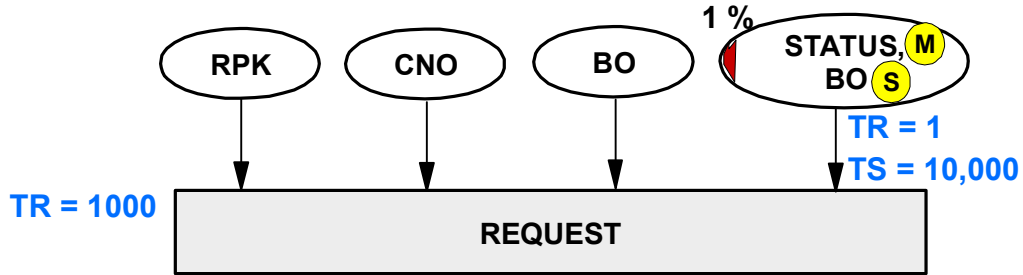 1 %
RPK
CNO
BO
STATUS, M
BO S
TR = 1
TS = 10,000
TR = 1000
REQUEST